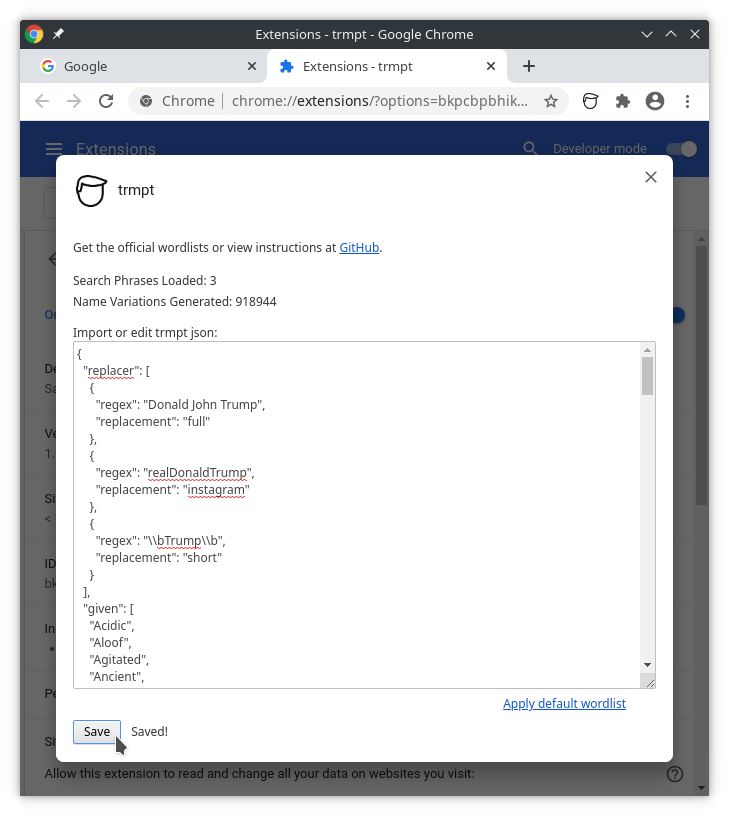 Extensions - trmpt - Google Chrome
Google
Extensions - trmpt
Chrome
chrome://extensions/?options=bkpcbpbhik...
Extensions
Developer mode
trmpt
Get the official wordlists or view instructions at GitHub.
Search Phrases Loaded: 3
Name Variations Generated: 918944
Import or edit trmpt json:
{
"replacer": [
{
"regex": "Donald John Trump",
"replacement": "full"
},
{
"regex": "realDonaldTrump",
"replacement": "instagram"
},
{
"regex": "\\bTrump\\b",
"replacement": "short"
}
],
"given": [
"Acidic",
"Aloof",
"Agitated",
"Ancient",
Apply default wordlist
Save
Saved!
Allow this extension to read and change all your data on websites you visit: